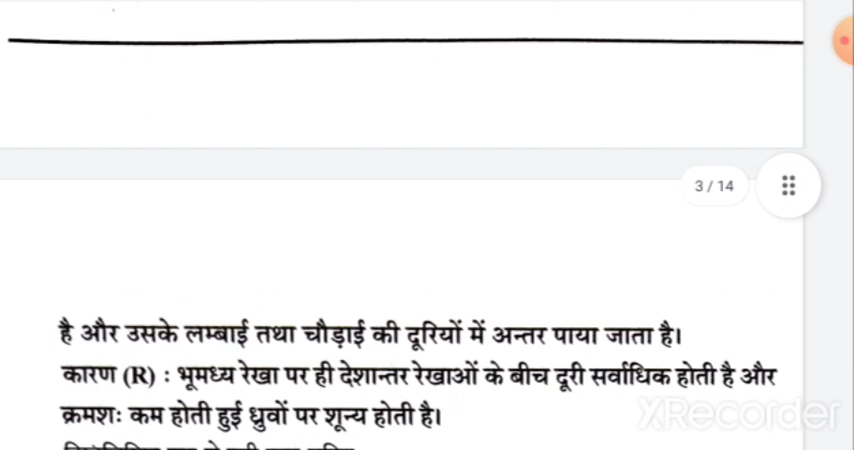 3 / 14
है और उसके लम्बाई तथा चौड़ाई की दूरियों में अन्तर पाया जाता है।
कारण (R) : भूमध्य रेखा पर ही देशान्तर रेखाओं के बीच दूरी सर्वाधिक होती है और
क्रमशः कम होती हुई ध्रुवों पर शून्य होती है।
XRecorder